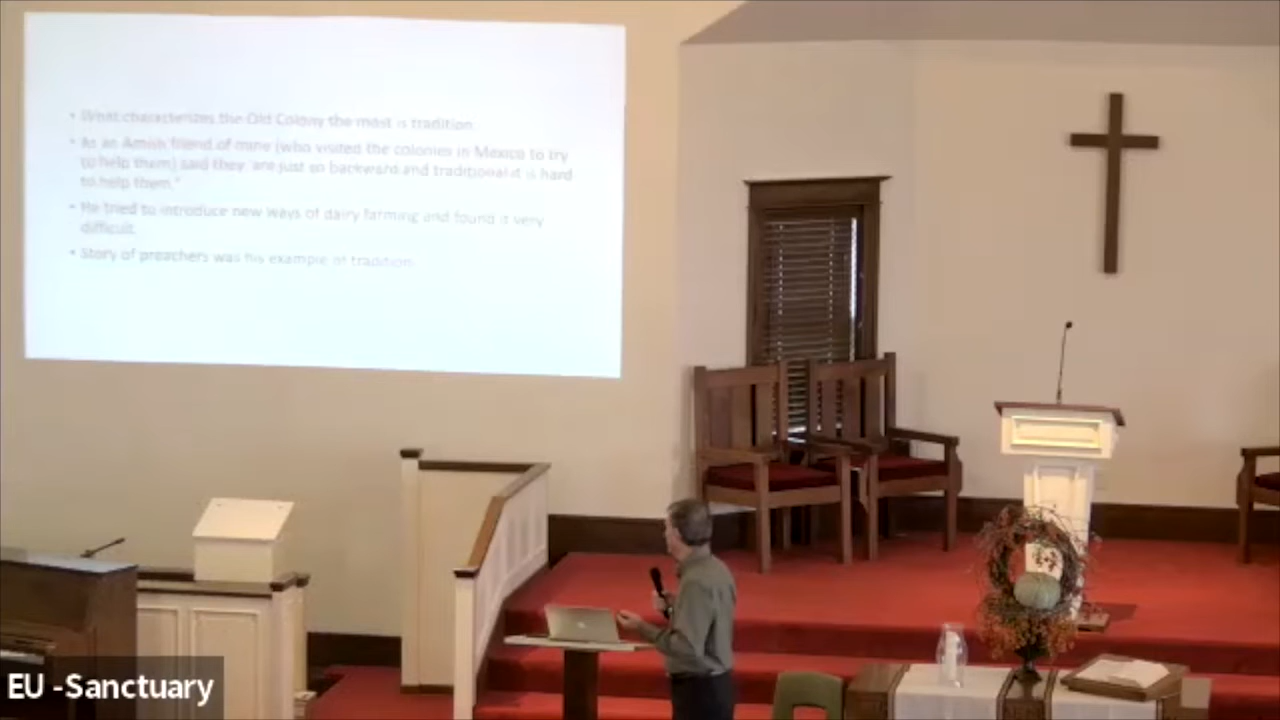 • What characterizes the Old Colony the most is tradition
• As an Amish friend of mine (who visited the colonies in Mexico to try
to help them) said they are just so backward and traditional it is hard
to help them."
• He tried to introduce new ways of dairy farming and found it very
difficult.
• Story of preachers was his example of tradition
EU -Sanctuary